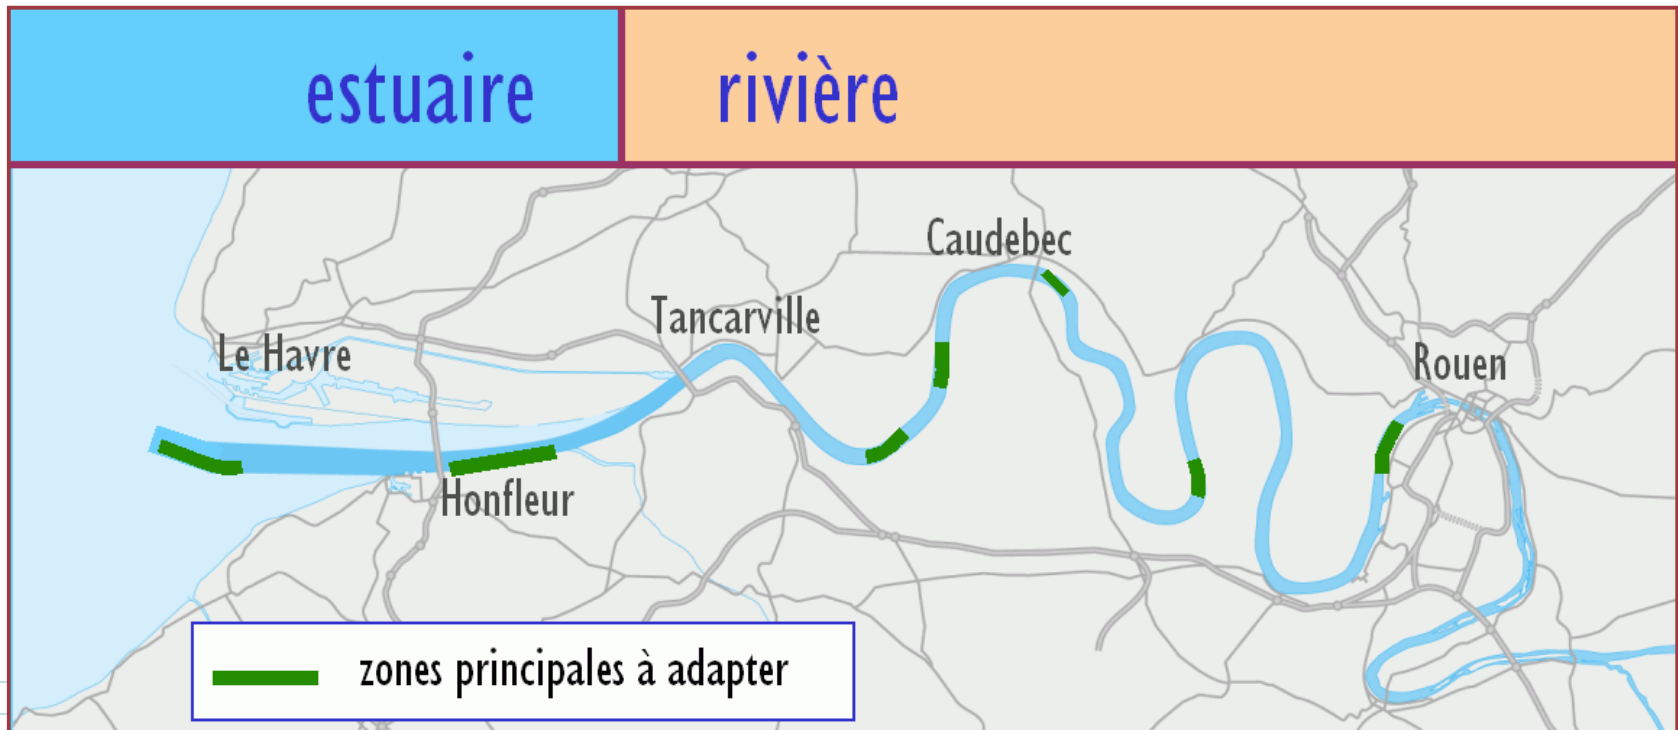 estuaire
rivière
Caudebec
Tancarville
Le Havre
Rouen
Honfleur
zones principales à adapter